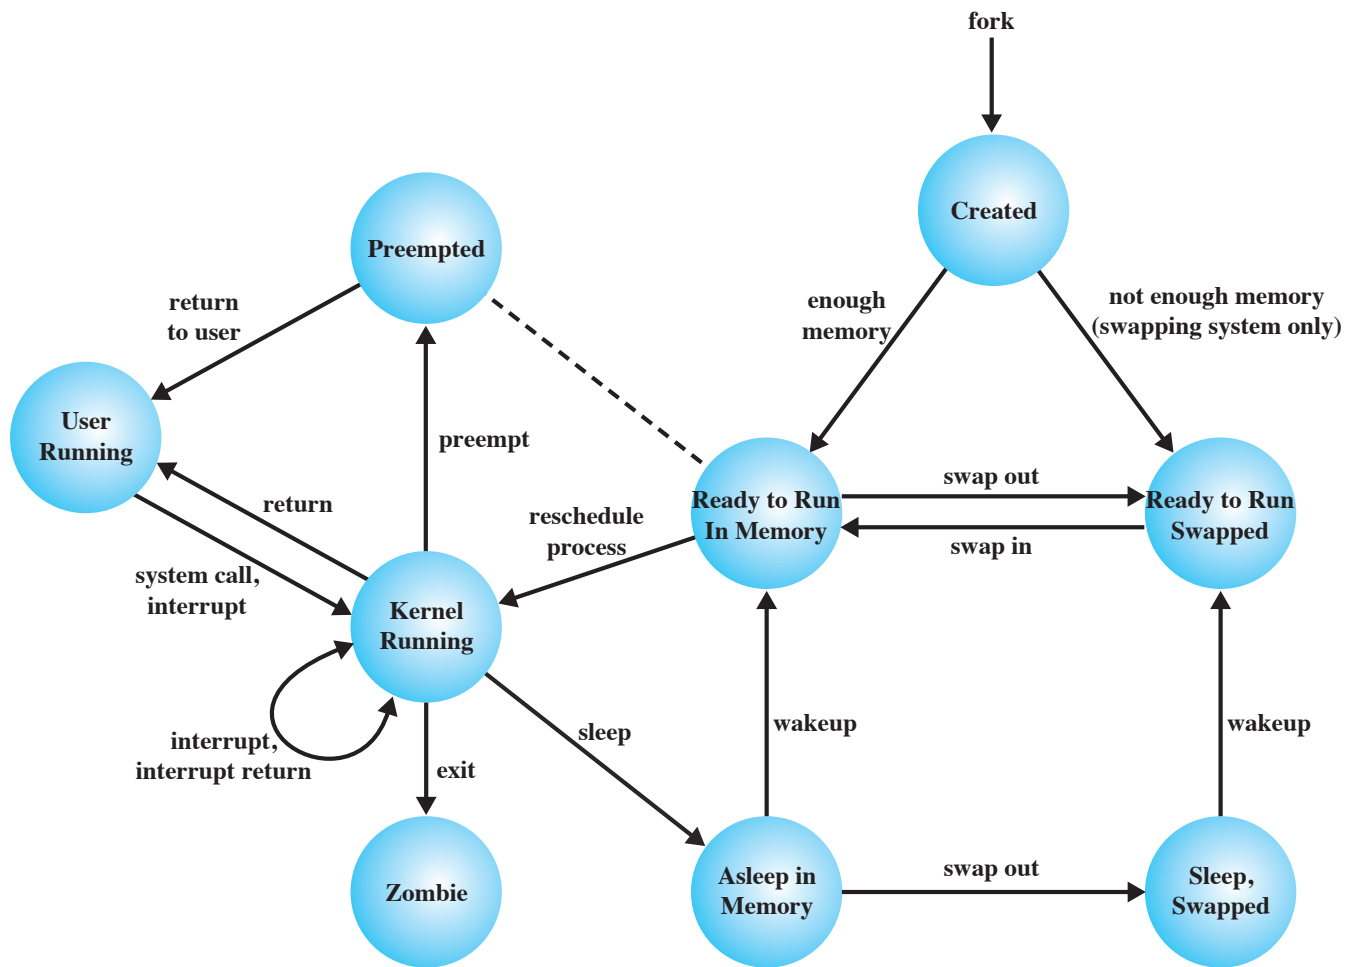 fork
Created
Preempted
enough
memory
not enough memory
(swapping system only)
return
to user
User
Running
preempt
return
reschedule
process
Ready to Run
In Memory
swap out
swap in
Ready to Run
Swapped
system call,
interrupt
Kernel
Running
interrupt,
interrupt return
sleep
wakeup
wakeup
exit
Zombie
Asleep in
Memory
swap out
Sleep,
Swapped